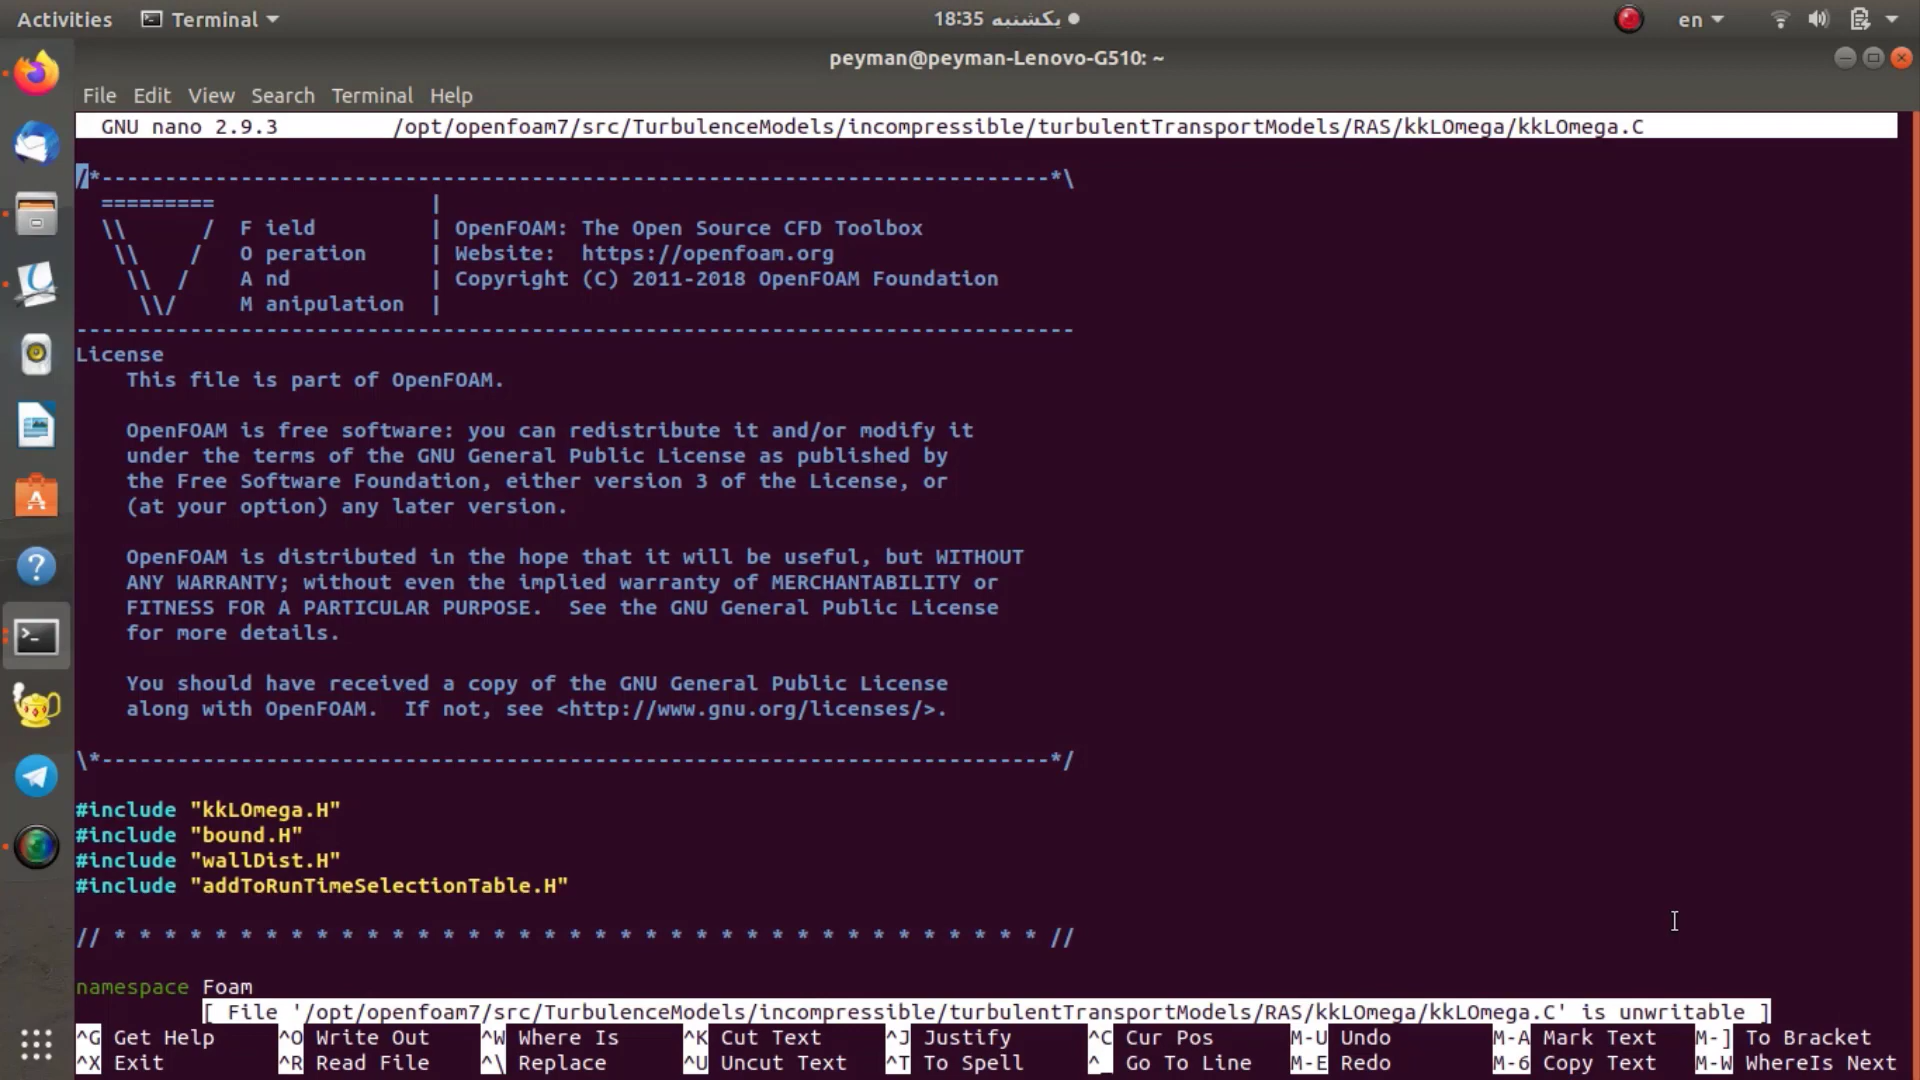 Activities Terminal 18:35 یکشنبه ● en
peyman@peyman-Lenovo-G510: ~
File Edit View Search Terminal Help
GNU nano 2.9.3 /opt/openfoam7/src/TurbulenceModels/incompressible/turbulentTransportModels/RAS/kkLOmega/kkLOmega.C
/*---------------------------------------------------------------------------*\
  =========                 |
  \\      /  F ield         | OpenFOAM: The Open Source CFD Toolbox
   \\    /   O peration     | Website:  https://openfoam.org
    \\  /    A nd           | Copyright (C) 2011-2018 OpenFOAM Foundation
     \\/     M anipulation  |
-------------------------------------------------------------------------------
License
    This file is part of OpenFOAM.
    OpenFOAM is free software: you can redistribute it and/or modify it
    under the terms of the GNU General Public License as published by
    the Free Software Foundation, either version 3 of the License, or
    (at your option) any later version.
    OpenFOAM is distributed in the hope that it will be useful, but WITHOUT
    ANY WARRANTY; without even the implied warranty of MERCHANTABILITY or
    FITNESS FOR A PARTICULAR PURPOSE.  See the GNU General Public License
    for more details.
    You should have received a copy of the GNU General Public License
    along with OpenFOAM.  If not, see <http://www.gnu.org/licenses/>.
\*---------------------------------------------------------------------------*/
#include "kkLOmega.H"
#include "bound.H"
#include "wallDist.H"
#include "addToRunTimeSelectionTable.H"
// * * * * * * * * * * * * * * * * * * * * * * * * * * * * * * * * * * * * * //
namespace Foam
[ File '/opt/openfoam7/src/TurbulenceModels/incompressible/turbulentTransportModels/RAS/kkLOmega/kkLOmega.C' is unwritable ]
^G Get Help ^O Write Out ^W Where Is ^K Cut Text ^J Justify ^C Cur Pos M-U Undo M-A Mark Text M-] To Bracket
^X Exit ^R Read File ^\ Replace ^U Uncut Text ^T To Spell ^_ Go To Line M-E Redo M-6 Copy Text M-W WhereIs Next